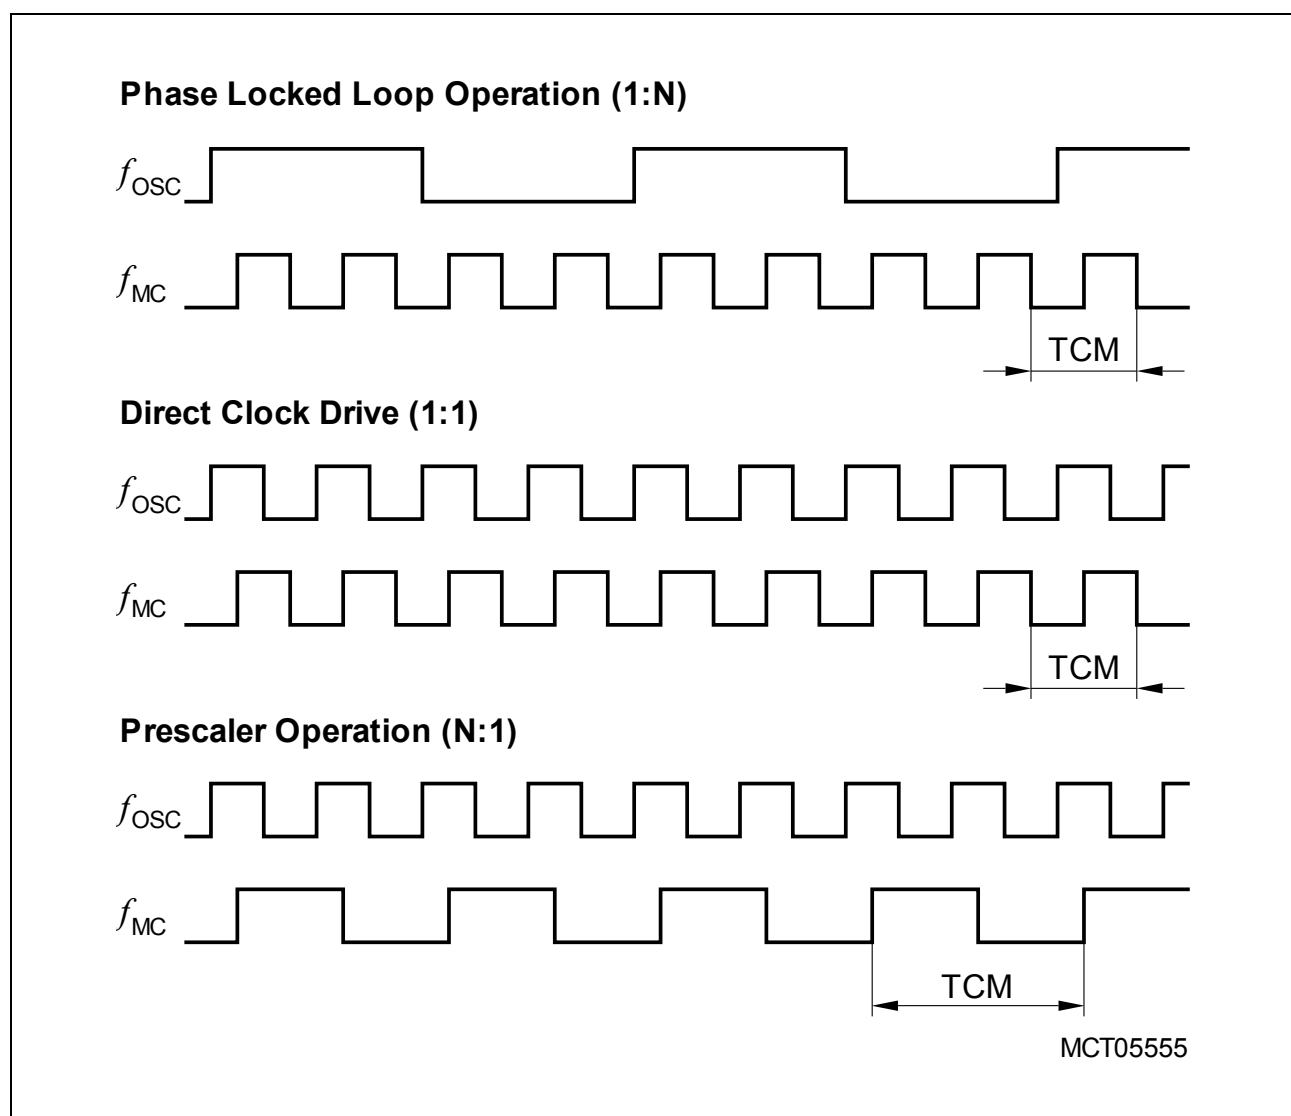 Phase Locked Loop Operation (1:N)
fOSC
fMC
TCM
Direct Clock Drive (1:1)
fOSC
fMC
TCM
Prescaler Operation (N:1)
fOSC
fMC
TCM
MCT05555